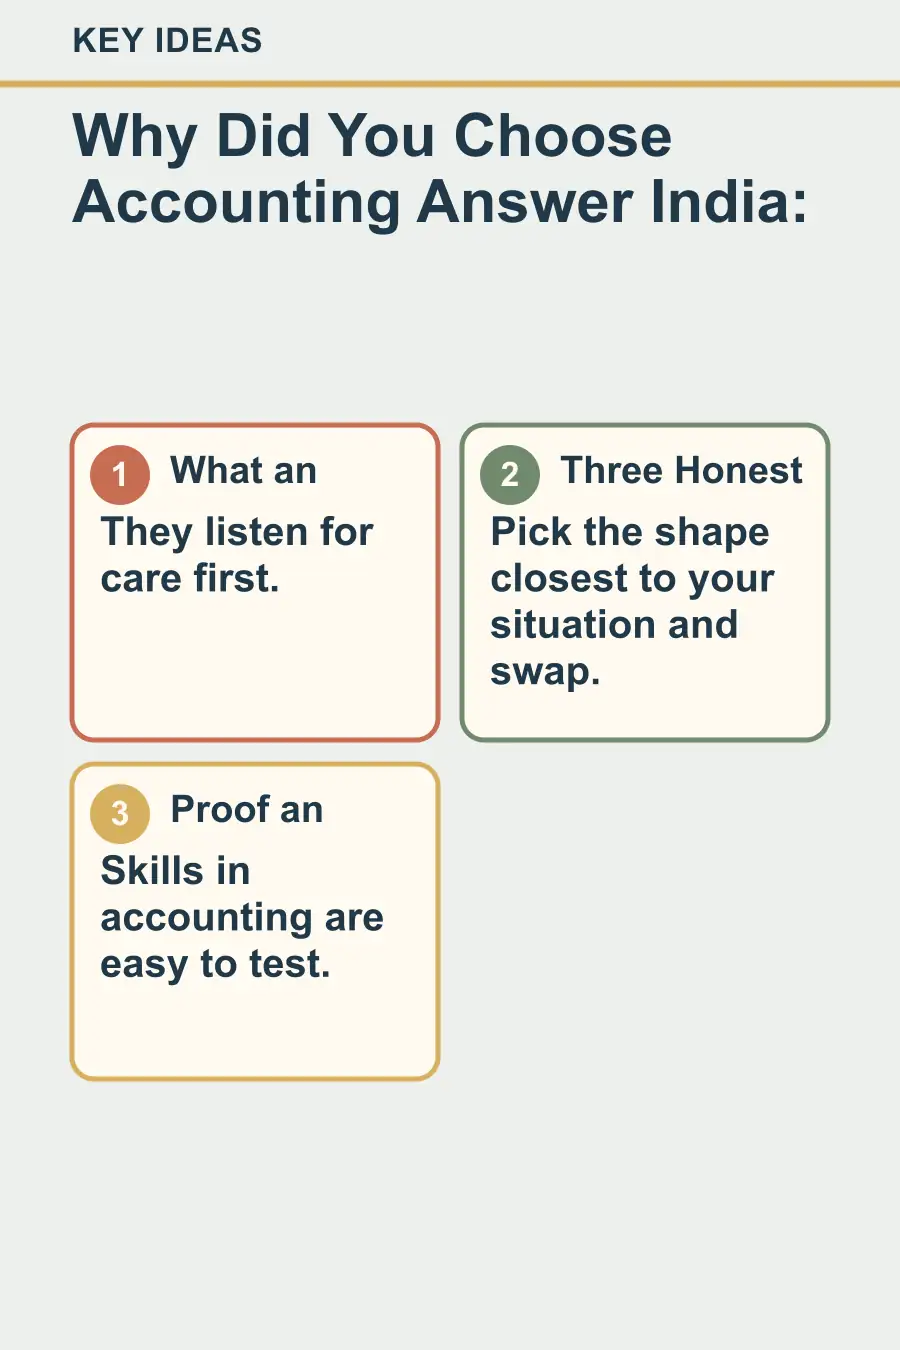 KEY IDEAS
Why Did You Choose
Accounting Answer India:
1 What an
They listen for
care first.
2 Three Honest
Pick the shape
closest to your
situation and
swap.
3 Proof an
Skills in
accounting are
easy to test.